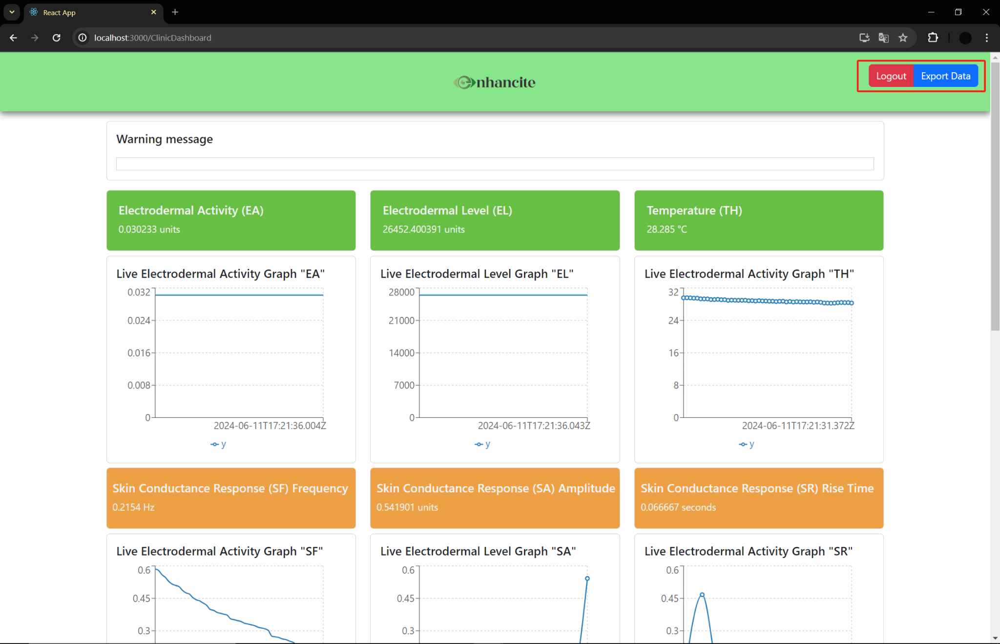 React App
localhost:3000/ClinicDashboard
enhancite
Logout Export Data
Warning message
Electrodermal Activity (EA)
0.030233 units
Electrodermal Level (EL)
26452.400391 units
Temperature (TH)
28.285 °C
Live Electrodermal Activity Graph "EA"
0.032
0.024
0.016
0.008
0
2024-06-11T17:21:36.004Z
y
Live Electrodermal Level Graph "EL"
28000
21000
14000
7000
0
2024-06-11T17:21:36.043Z
y
Live Electrodermal Activity Graph "TH"
32
24
16
8
0
2024-06-11T17:21:31.372Z
y
Skin Conductance Response (SF) Frequency
0.2154 Hz
Skin Conductance Response (SA) Amplitude
0.541901 units
Skin Conductance Response (SR) Rise Time
0.066667 seconds
Live Electrodermal Activity Graph "SF"
0.6
0.45
0.3
Live Electrodermal Level Graph "SA"
0.6
0.45
0.3
Live Electrodermal Activity Graph "SR"
0.6
0.45
0.3